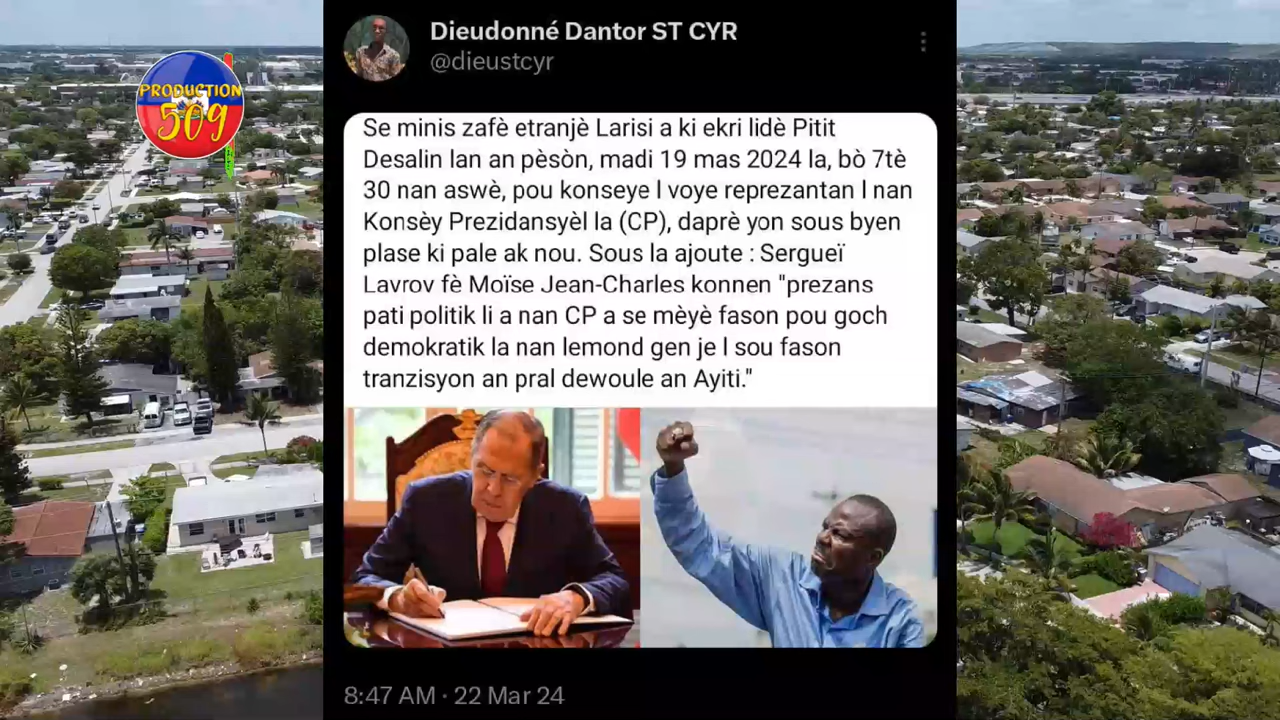 PRODUCTION
509
Dieudonné Dantor ST CYR
@dieustcyr
Se minis zafè etranjè Larisi a ki ekri lidè Pitit
Desalin lan an pèsòn, madi 19 mas 2024 la, bò 7tè
30 nan aswè, pou konseye l voye reprezantan l nan
Konsèy Prezidansyèl la (CP), daprè yon sous byen
plase ki pale ak nou. Sous la ajoute : Sergueï
Lavrov fè Moïse Jean-Charles konnen "prezans
pati politik li a nan CP a se mèyè fason pou goch
demokratik la nan lemond gen je l sou fason
tranzisyon an pral dewoule an Ayiti."
8:47 AM · 22 Mar 24